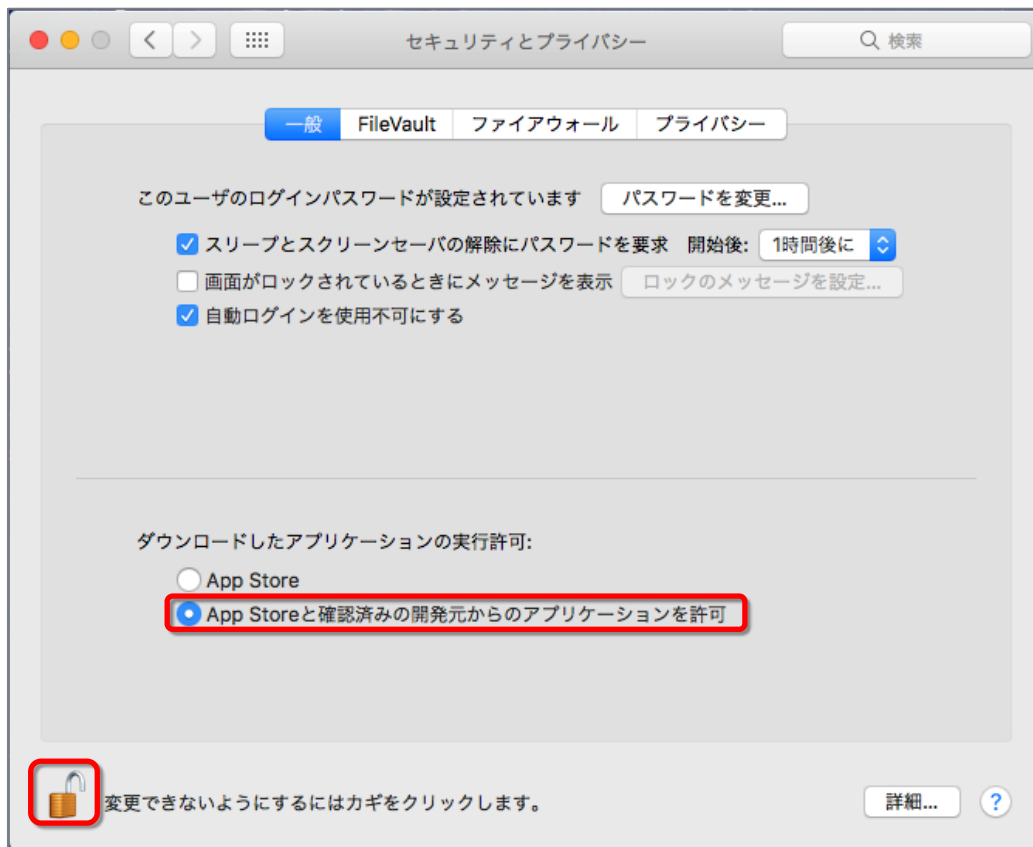 セキュリティとプライバシー
検索
一般 FileVault ファイアウォール プライバシー
このユーザのログインパスワードが設定されています パスワードを変更...
スリープとスクリーンセーバの解除にパスワードを要求 開始後: 1時間後に
画面がロックされているときにメッセージを表示 ロックのメッセージを設定...
自動ログインを使用不可にする
ダウンロードしたアプリケーションの実行許可:
App Store
App Storeと確認済みの開発元からのアプリケーションを許可
変更できないようにするにはカギをクリックします。 詳細... ?